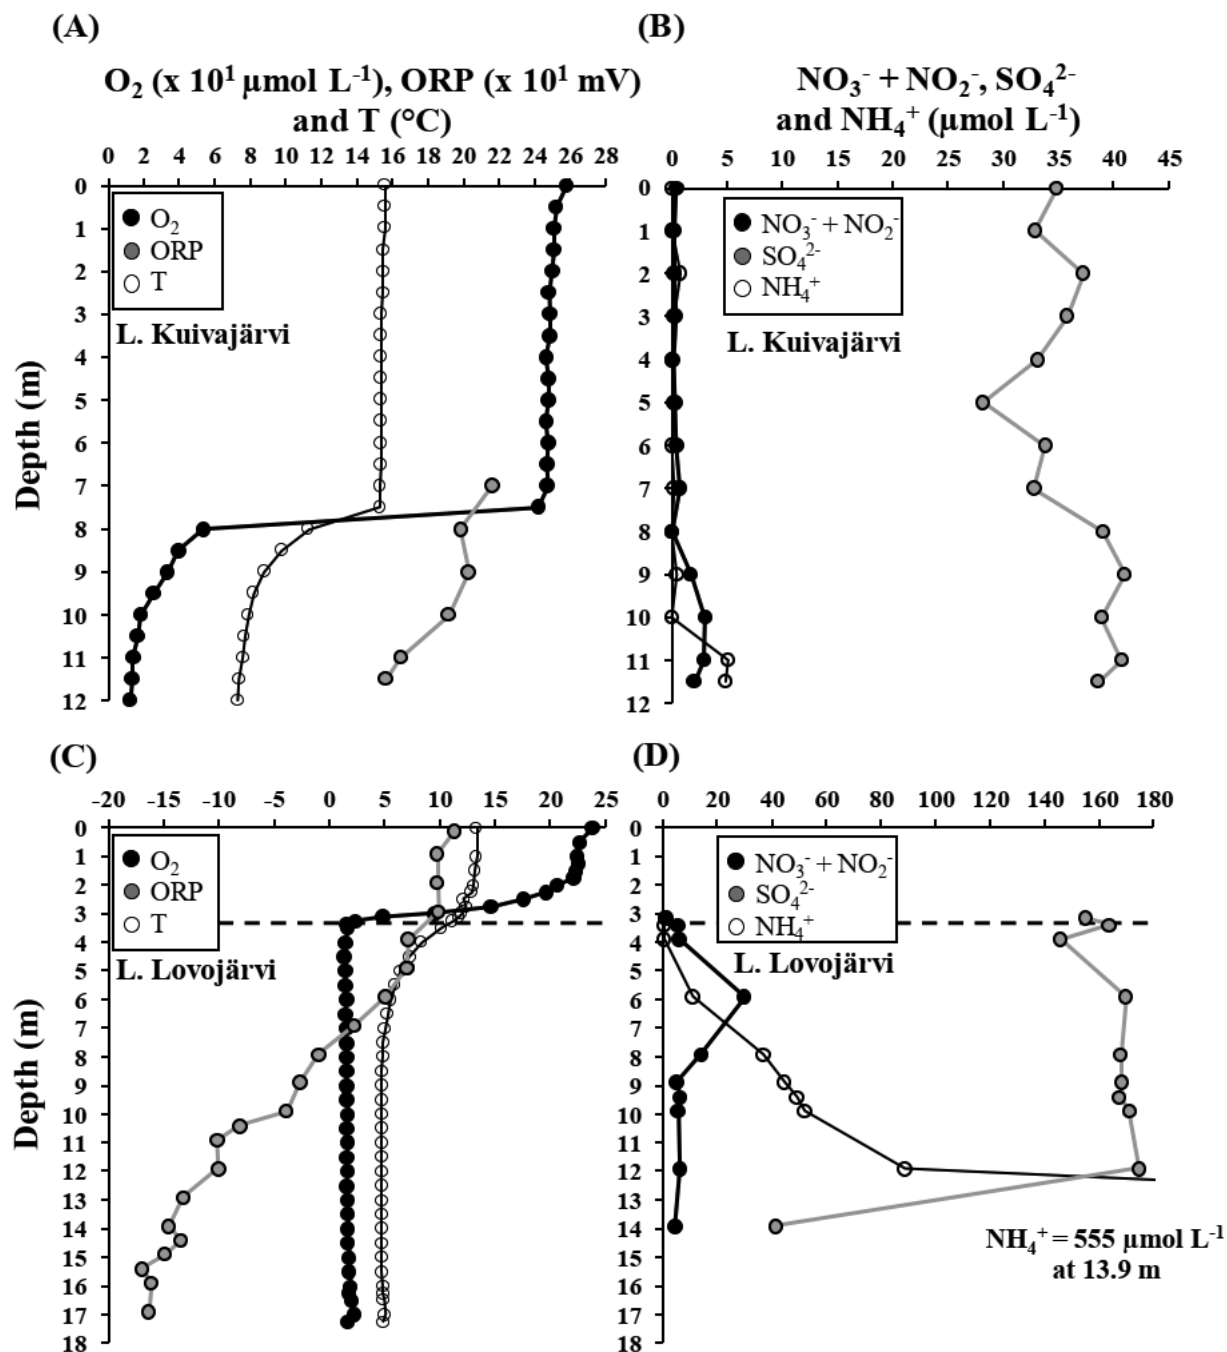 (A)
O₂ (x 10¹ µmol L⁻¹), ORP (x 10¹ mV)
and T (°C)
0 2 4 6 8 10 12 14 16 18 20 22 24 26 28
0
1
2
3
4
5
6
7
8
9
10
11
12
Depth (m)
O₂
ORP
T
L. Kuivajärvi
(B)
NO₃⁻ + NO₂⁻, SO₄²⁻
and NH₄⁺ (µmol L⁻¹)
0 5 10 15 20 25 30 35 40 45
0
1
2
3
4
5
6
7
8
9
10
11
12
NO₃⁻ + NO₂⁻
SO₄²⁻
NH₄⁺
L. Kuivajärvi
(C)
-20 -15 -10 -5 0 5 10 15 20 25
0
1
2
3
4
5
6
7
8
9
10
11
12
13
14
15
16
17
18
Depth (m)
O₂
ORP
T
L. Lovojärvi
(D)
0 20 40 60 80 100 120 140 160 180
0
1
2
3
4
5
6
7
8
9
10
11
12
13
14
15
16
17
18
NO₃⁻ + NO₂⁻
SO₄²⁻
NH₄⁺
L. Lovojärvi
NH₄⁺ = 555 µmol L⁻¹
at 13.9 m